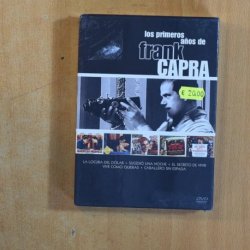 los primeros
años de
frank
CAPRA
€ 20.00
LA LOCURA DEL DÓLAR • SUCEDIÓ UNA NOCHE • EL SECRETO DE VIVIR
VIVE COMO QUIERAS • CABALLERO SIN ESPADA
DVD